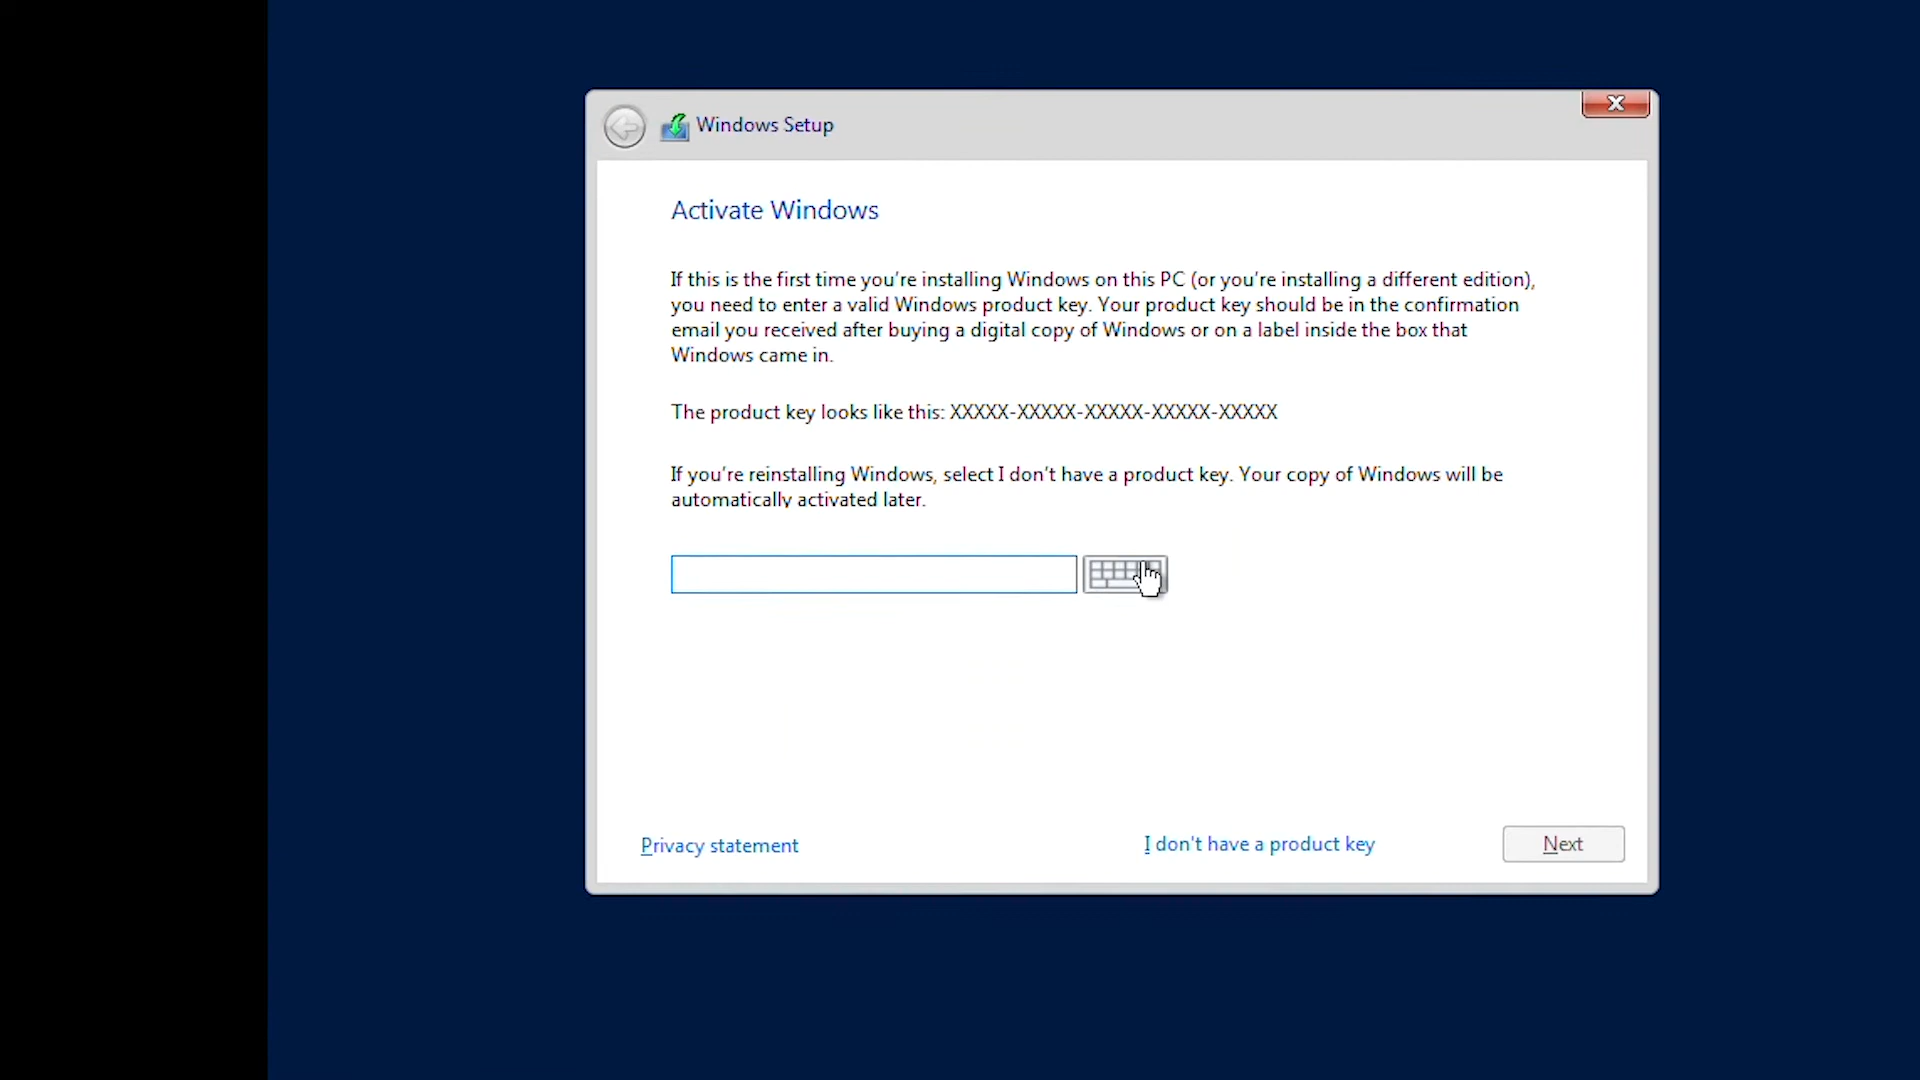 Windows Setup
Activate Windows
If this is the first time you're installing Windows on this PC (or you're installing a different edition),
you need to enter a valid Windows product key. Your product key should be in the confirmation
email you received after buying a digital copy of Windows or on a label inside the box that
Windows came in.
The product key looks like this: XXXXX-XXXXX-XXXXX-XXXXX-XXXXX
If you're reinstalling Windows, select I don't have a product key. Your copy of Windows will be
automatically activated later.
Privacy statement
I don't have a product key
Next